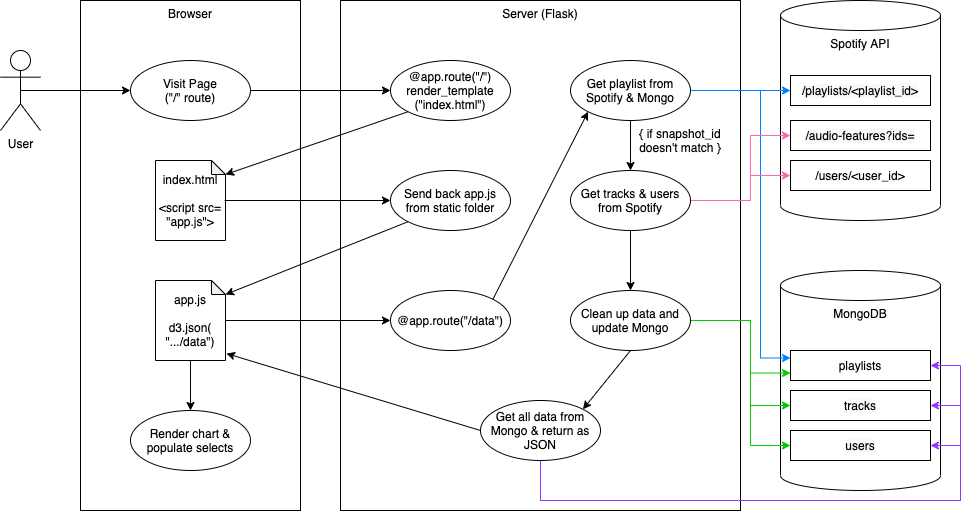 Browser
Server (Flask)
Spotify API
User
Visit Page
("/" route)
@app.route("/")
render_template
("index.html")
Get playlist from
Spotify & Mongo
/playlists/<playlist_id>
{ if snapshot_id
doesn't match }
/audio-features?ids=
/users/<user_id>
index.html
<script src=
"app.js">
Send back app.js
from static folder
Get tracks & users
from Spotify
app.js
d3.json(
".../data")
@app.route("/data")
Clean up data and
update Mongo
MongoDB
playlists
tracks
users
Render chart &
populate selects
Get all data from
Mongo & return as
JSON